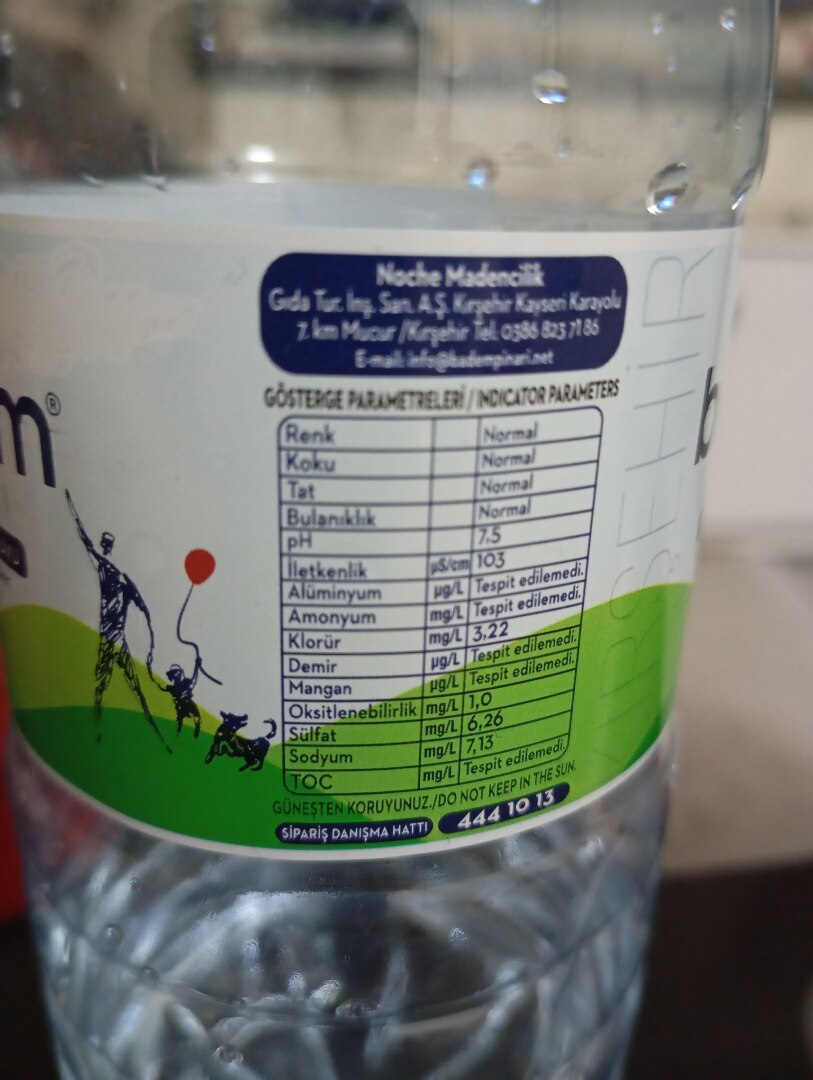 Noche Madencilik
Gıda Tur. İnş. San. A.Ş. Kırşehir Kayseri Karayolu
7. km Mucur /Kırşehir Tel. 0386 823 71 86
E-mail: info@badempinari.net
GÖSTERGE PARAMETRELERİ / INDICATOR PARAMETERS
Renk Normal
Koku Normal
Tat Normal
Bulanıklık Normal
pH 7,5
İletkenlik µS/cm 103
Alüminyum µg/L Tespit edilemedi.
Amonyum mg/L Tespit edilemedi.
Klorür mg/L 3,22
Demir µg/L Tespit edilemedi.
Mangan µg/L Tespit edilemedi.
Oksitlenebilirlik mg/L 1,0
Sülfat mg/L 6,26
Sodyum mg/L 7,13
TOC mg/L Tespit edilemedi.
GÜNEŞTEN KORUYUNUZ./DO NOT KEEP IN THE SUN.
SİPARİŞ DANIŞMA HATTI 444 10 13
m®
b